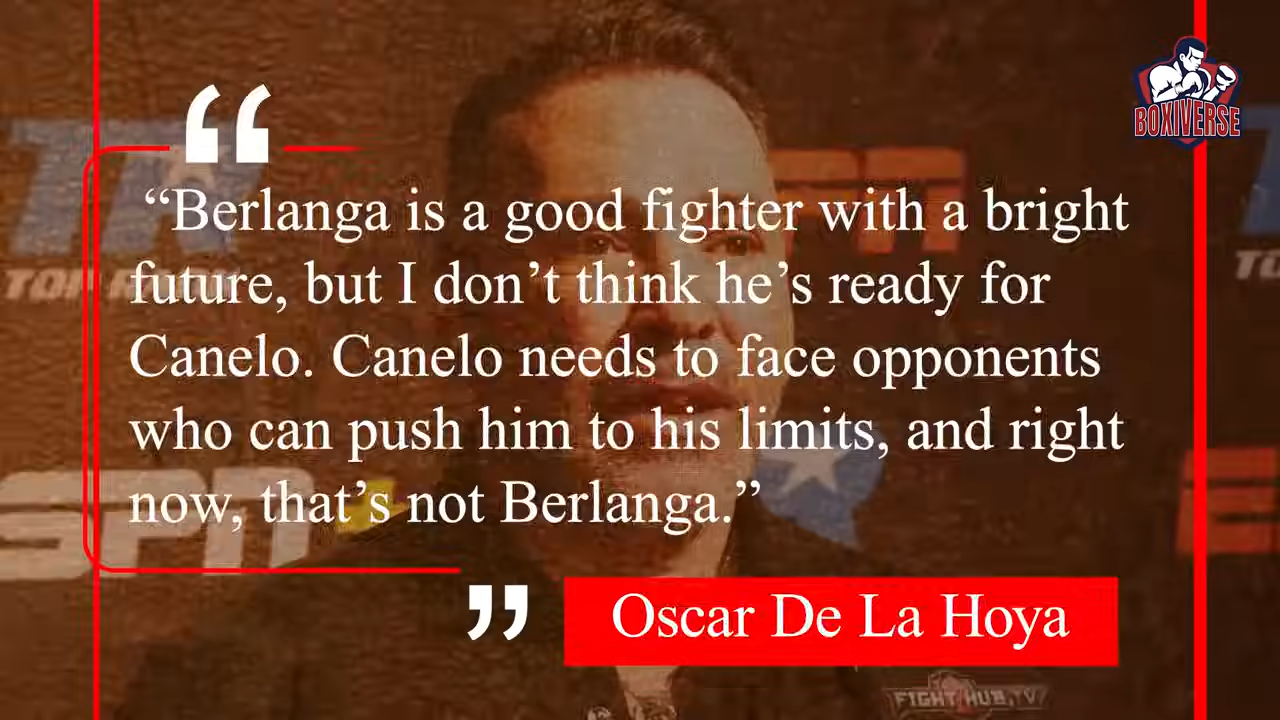 BOXIVERSE
“Berlanga is a good fighter with a bright
future, but I don’t think he’s ready for
Canelo. Canelo needs to face opponents
who can push him to his limits, and right
now, that’s not Berlanga.”
Oscar De La Hoya
FIGHTHUB.TV